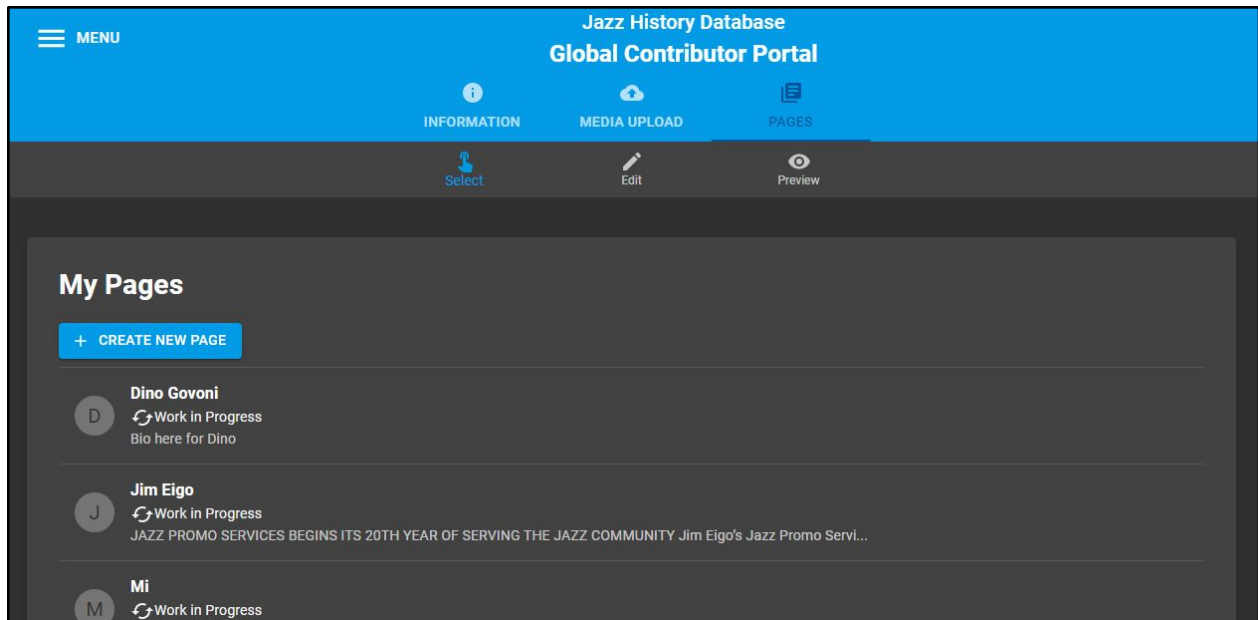 MENU
Jazz History Database
Global Contributor Portal
INFORMATION
MEDIA UPLOAD
PAGES
Select
Edit
Preview
My Pages
+ CREATE NEW PAGE
D
Dino Govoni
Work in Progress
Bio here for Dino
J
Jim Eigo
Work in Progress
JAZZ PROMO SERVICES BEGINS ITS 20TH YEAR OF SERVING THE JAZZ COMMUNITY Jim Eigo's Jazz Promo Servi...
M
Mi
Work in Progress